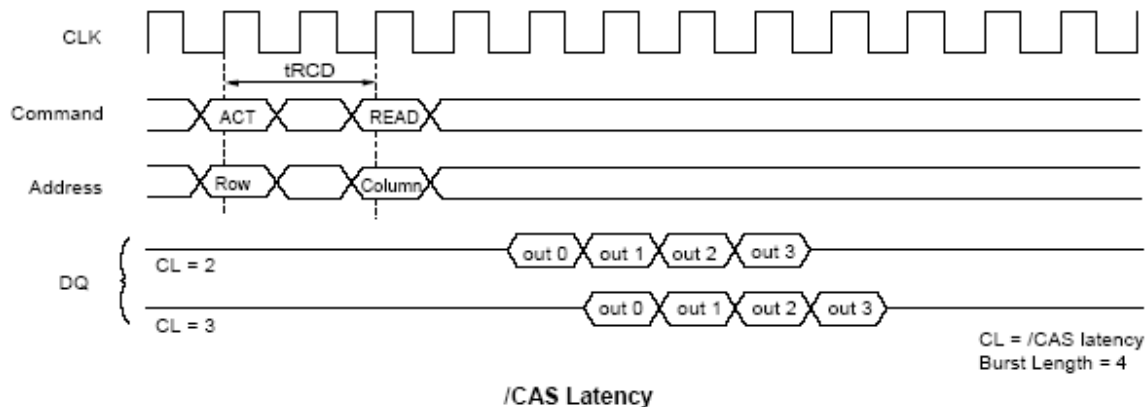 CLK
tRCD
Command ACT READ
Address Row Column
out 0 out 1 out 2 out 3
CL = 2
DQ
out 0 out 1 out 2 out 3
CL = 3
CL = /CAS latency
Burst Length = 4
/CAS Latency